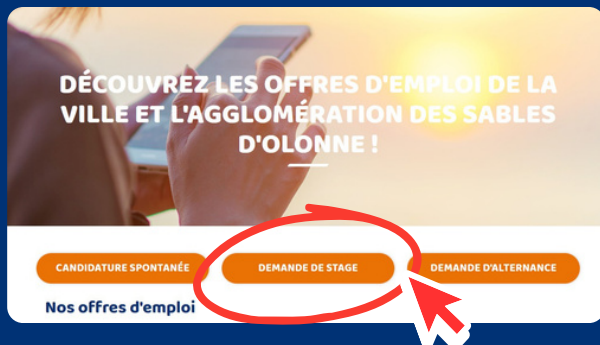 DÉCOUVREZ LES OFFRES D'EMPLOI DE LA
VILLE ET L'AGGLOMÉRATION DES SABLES
D'OLONNE !
CANDIDATURE SPONTANÉE
DEMANDE DE STAGE
DEMANDE D'ALTERNANCE
Nos offres d'emploi